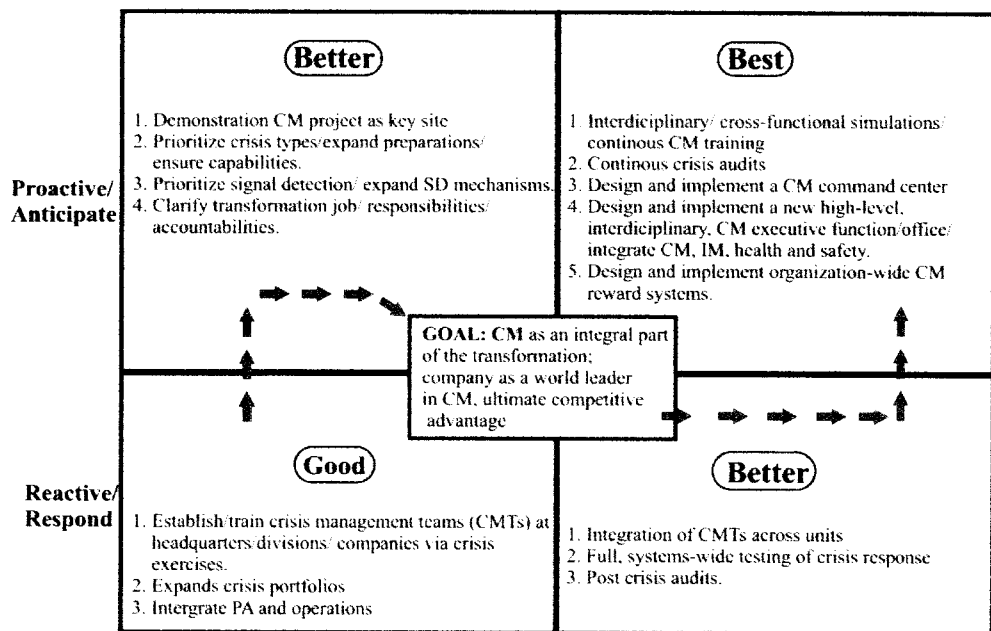 Better
1. Demonstration CM project as key site
2. Prioritize crisis types/expand preparations/
ensure capabilities.
3. Prioritize signal detection/ expand SD mechanisms.
4. Clarify transformation job/ responsibilities/
accountabilities.
Best
1. Interdiciplinary/ cross-functional simulations/
continous CM training
2. Continous crisis audits
3. Design and implement a CM command center
4. Design and implement a new high-level,
interdiciplinary, CM executive function/office/
integrate CM, IM, health and safety.
5. Design and implement organization-wide CM
reward systems.
Proactive/
Anticipate
GOAL: CM as an integral part
of the transformation;
company as a world leader
in CM, ultimate competitive
advantage
Reactive/
Respond
Good
1. Establish/train crisis management teams (CMTs) at
headquarters/divisions/ companies via crisis
exercises.
2. Expands crisis portfolios
3. Intergrate PA and operations
Better
1. Integration of CMTs across units
2. Full, systems-wide testing of crisis response
3. Post crisis audits.